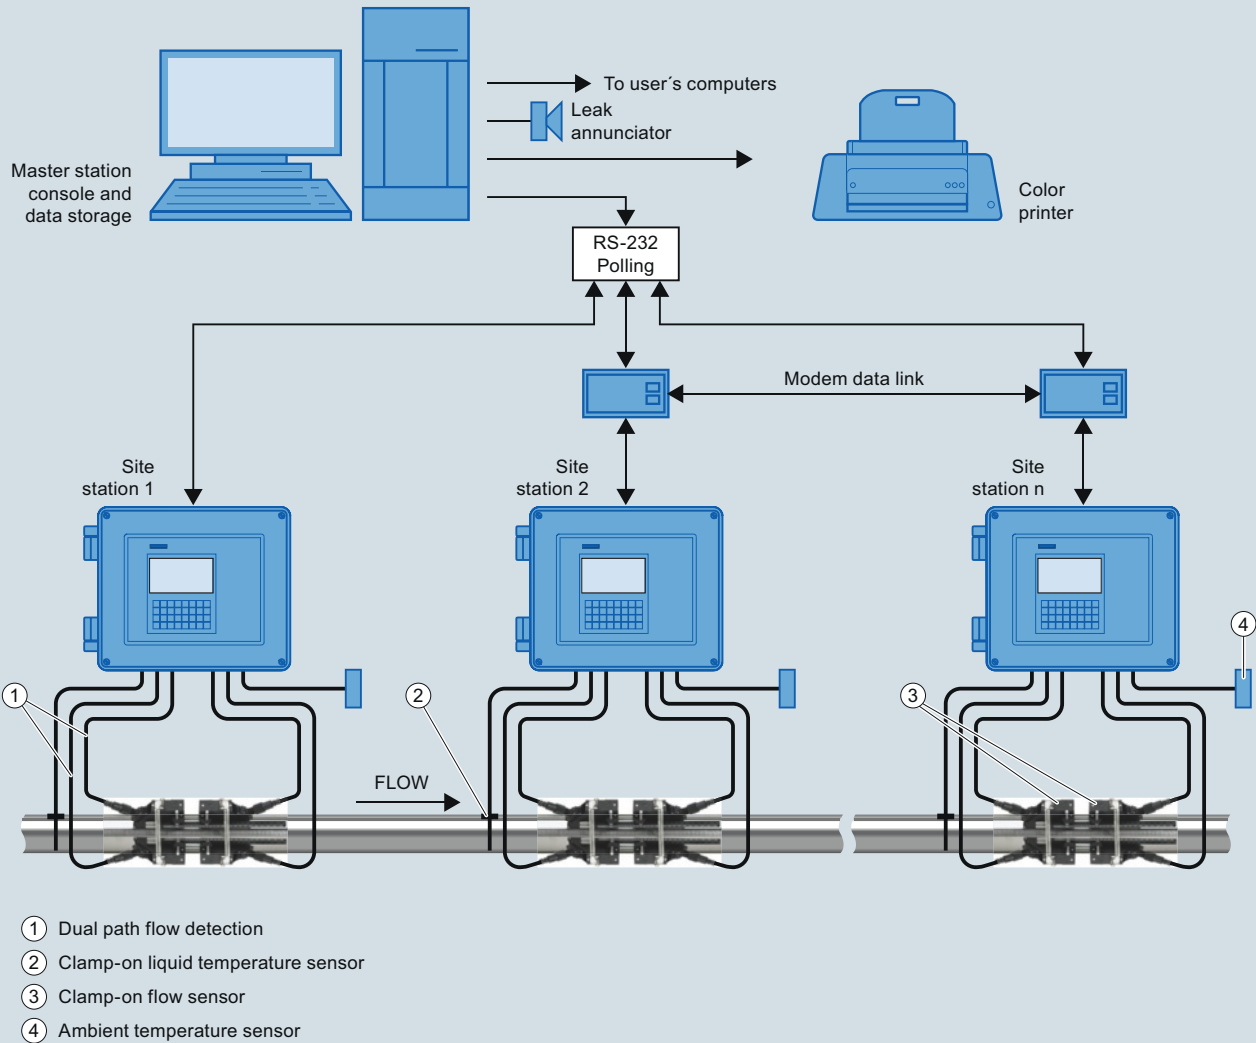 To user´s computers
Leak
annunciator
Master station
console and
data storage
Color
printer
RS-232
Polling
Modem data link
Site
station 1
Site
station 2
Site
station n
4
1
2
3
FLOW
1 Dual path flow detection
2 Clamp-on liquid temperature sensor
3 Clamp-on flow sensor
4 Ambient temperature sensor